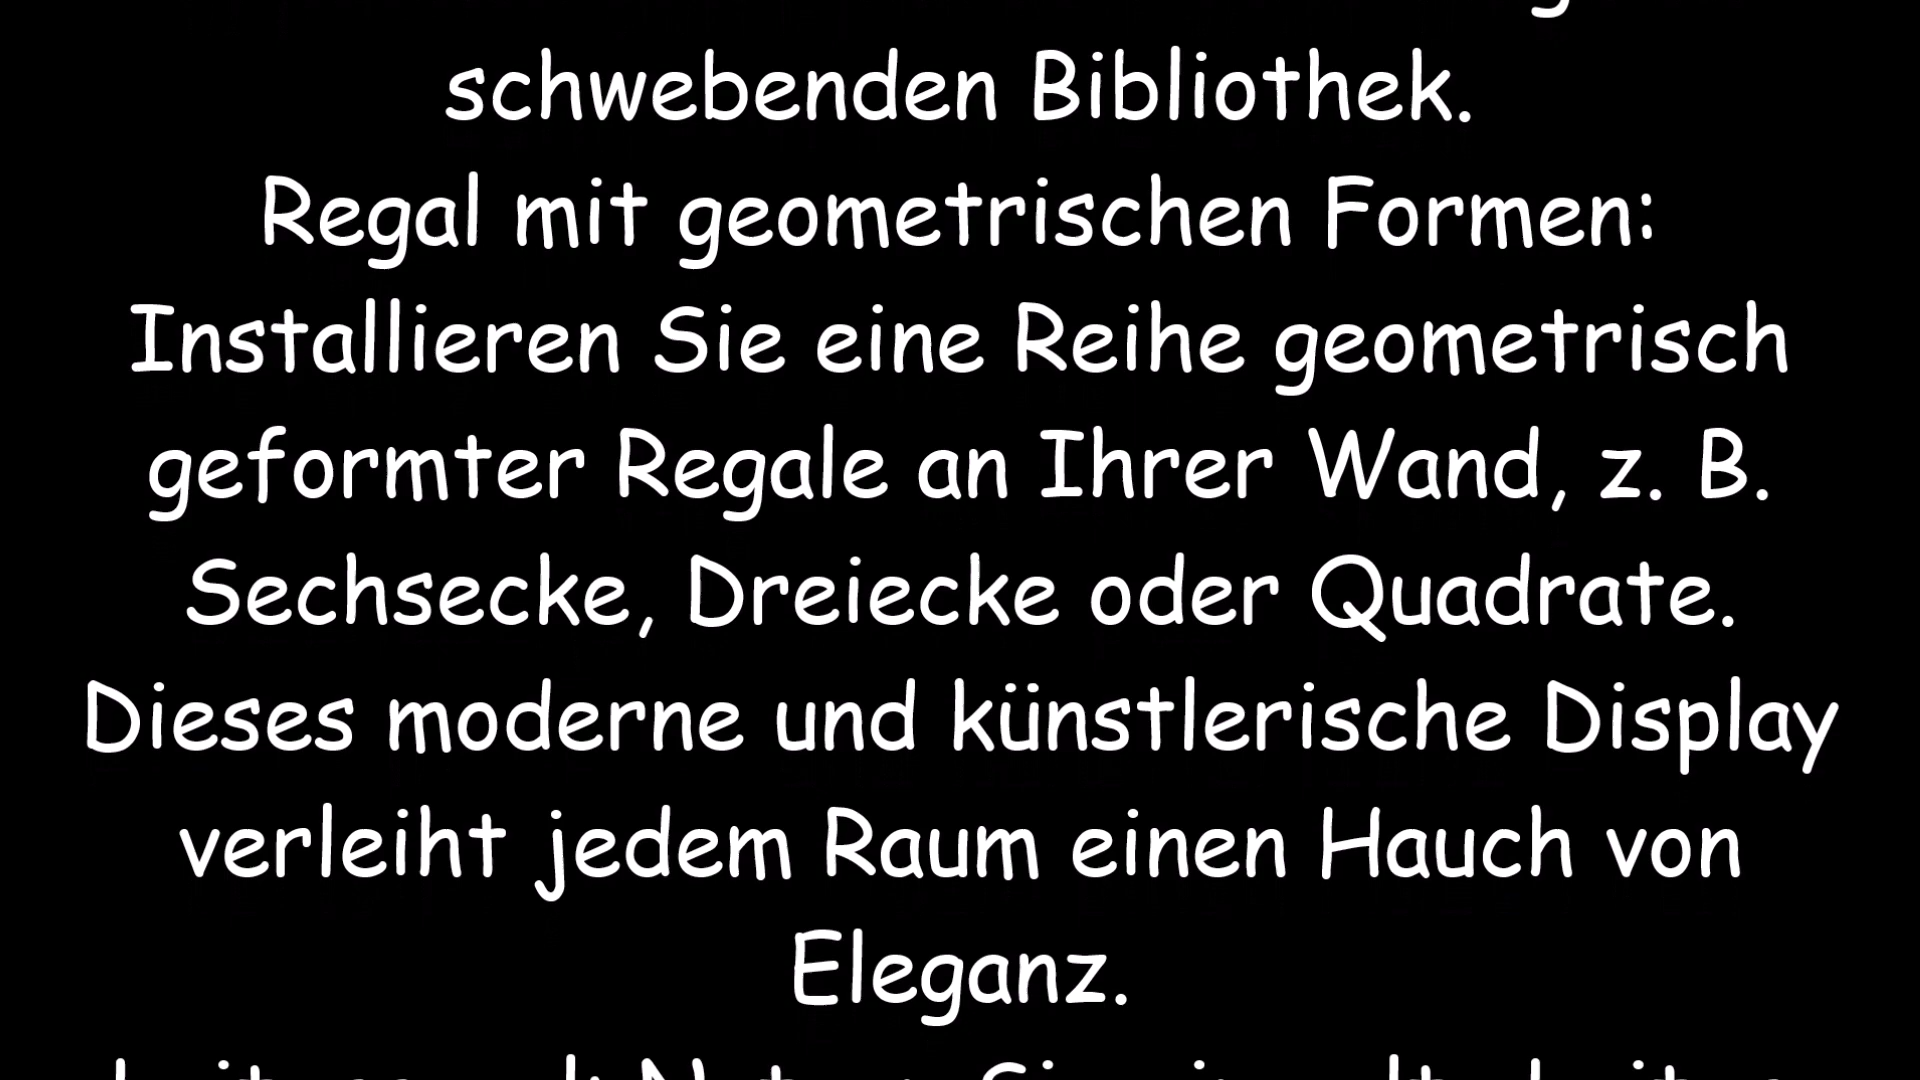 schwebenden Bibliothek.
Regal mit geometrischen Formen:
Installieren Sie eine Reihe geometrisch
geformter Regale an Ihrer Wand, z. B.
Sechsecke, Dreiecke oder Quadrate.
Dieses moderne und künstlerische Display
verleiht jedem Raum einen Hauch von
Eleganz.